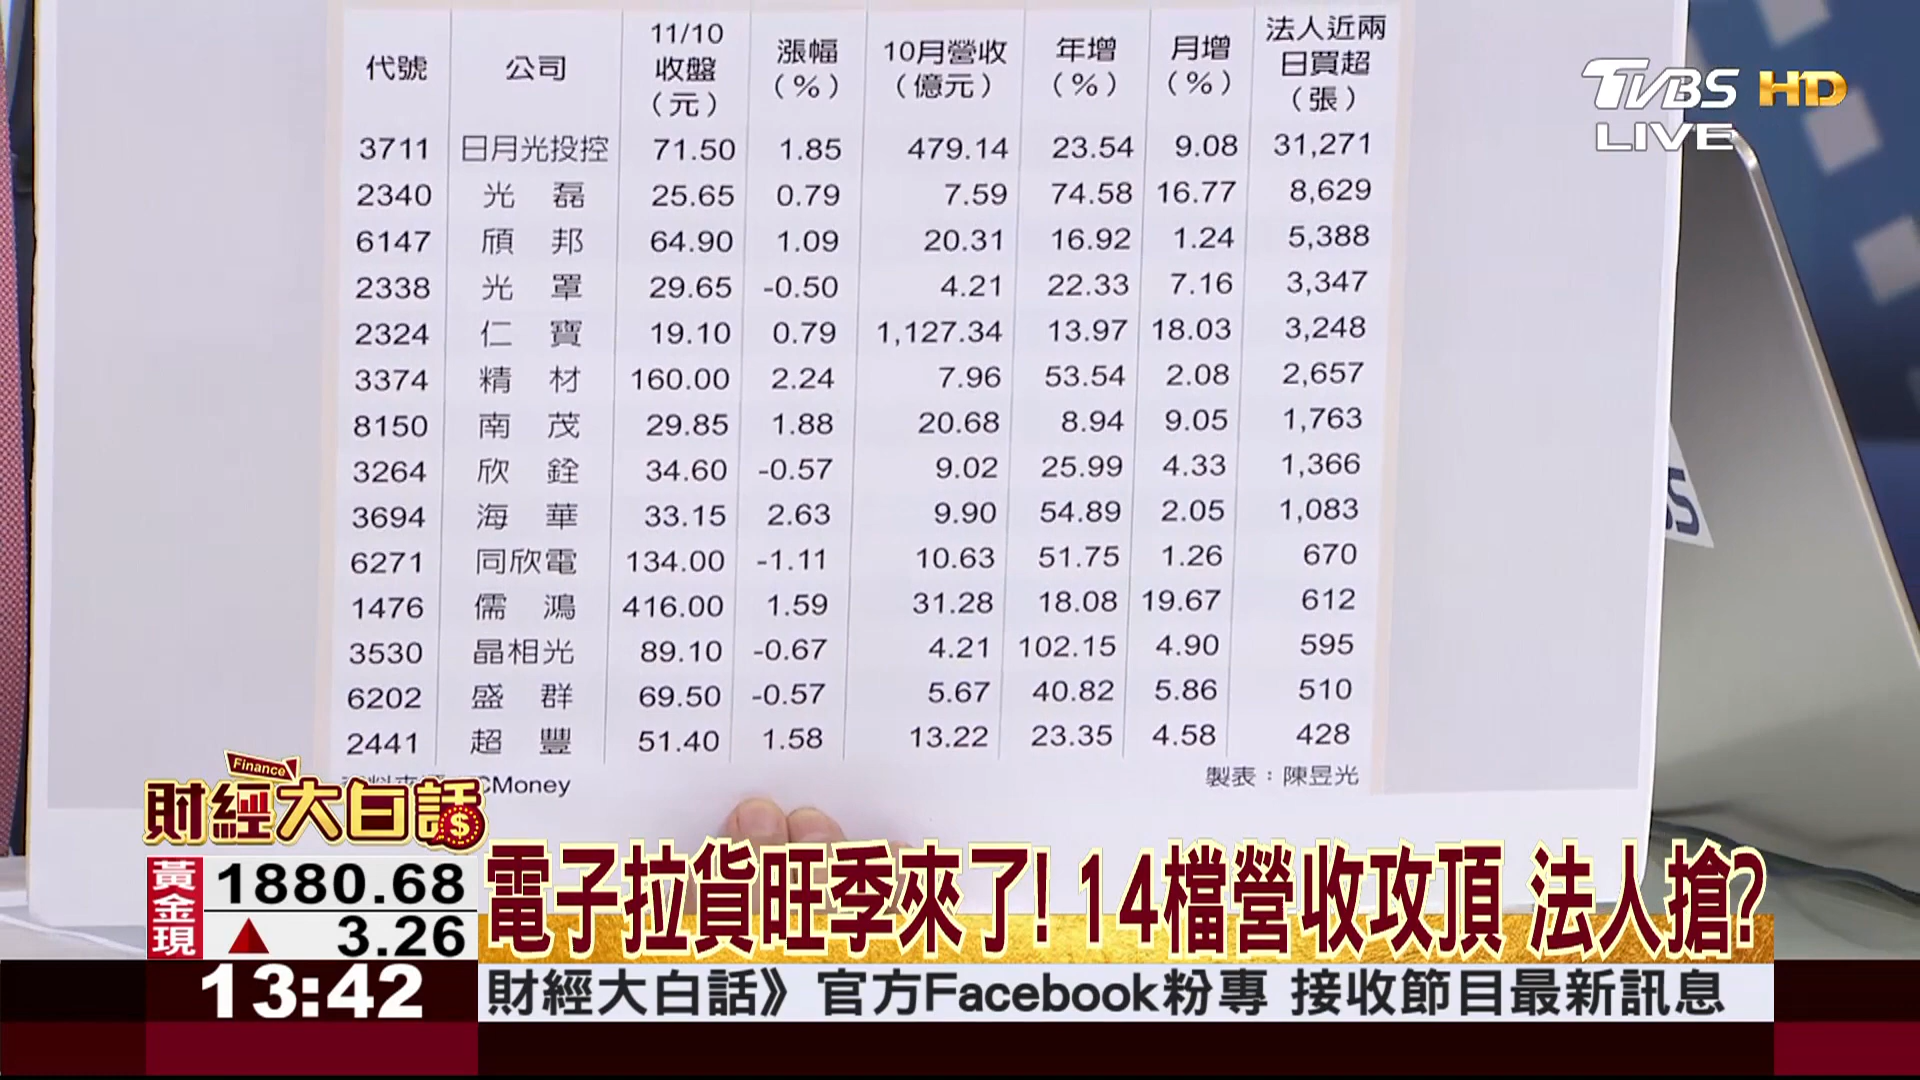 代號 公司 11/10收盤(元) 漲幅(%) 10月營收(億元) 年增(%) 月增(%) 法人近兩日買超(張)
3711 日月光投控 71.50 1.85 479.14 23.54 9.08 31,271
2340 光磊 25.65 0.79 7.59 74.58 16.77 8,629
6147 頎邦 64.90 1.09 20.31 16.92 1.24 5,388
2338 光罩 29.65 -0.50 4.21 22.33 7.16 3,347
2324 仁寶 19.10 0.79 1,127.34 13.97 18.03 3,248
3374 精材 160.00 2.24 7.96 53.54 2.08 2,657
8150 南茂 29.85 1.88 20.68 8.94 9.05 1,763
3264 欣銓 34.60 -0.57 9.02 25.99 4.33 1,366
3694 海華 33.15 2.63 9.90 54.89 2.05 1,083
6271 同欣電 134.00 -1.11 10.63 51.75 1.26 670
1476 儒鴻 416.00 1.59 31.28 18.08 19.67 612
3530 晶相光 89.10 -0.67 4.21 102.15 4.90 595
6202 盛群 69.50 -0.57 5.67 40.82 5.86 510
2441 超豐 51.40 1.58 13.22 23.35 4.58 428
CMoney 製表：陳昱光
TVBS HD
LIVE
Finance
財經大白話
黃金現 1880.68
▲ 3.26
13:42
電子拉貨旺季來了! 14檔營收攻頂 法人搶?
財經大白話》官方Facebook粉專 接收節目最新訊息